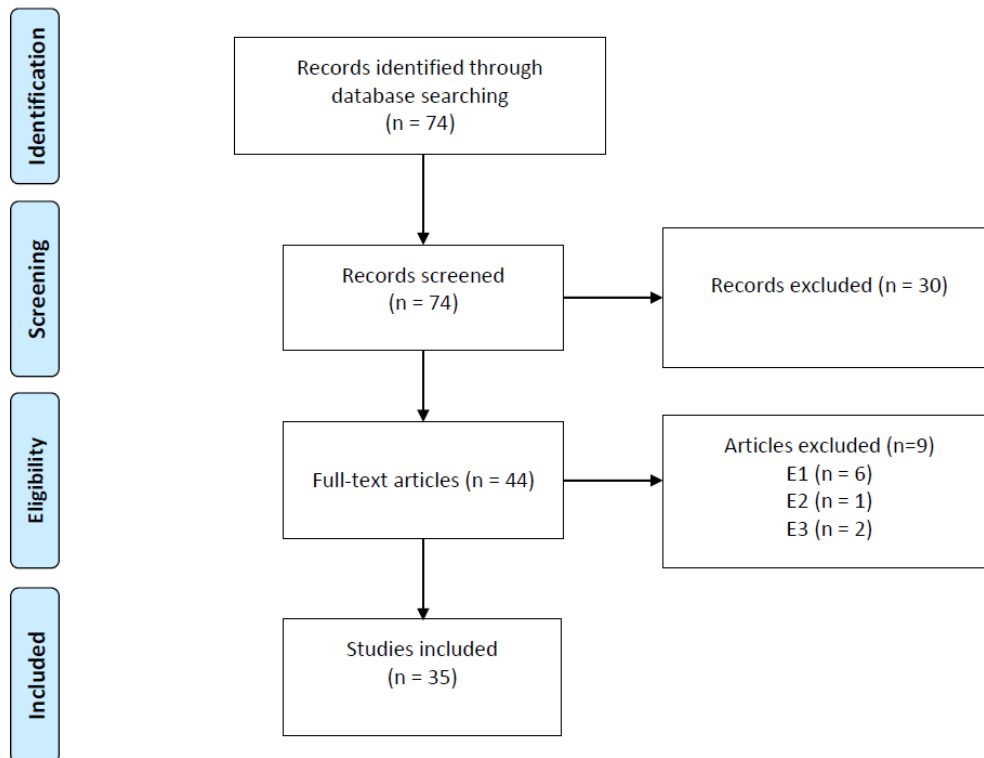 Identification
Records identified through
database searching
(n = 74)
Screening
Records screened
(n = 74)
Records excluded (n = 30)
Eligibility
Full-text articles (n = 44)
Articles excluded (n=9)
E1 (n = 6)
E2 (n = 1)
E3 (n = 2)
Included
Studies included
(n = 35)